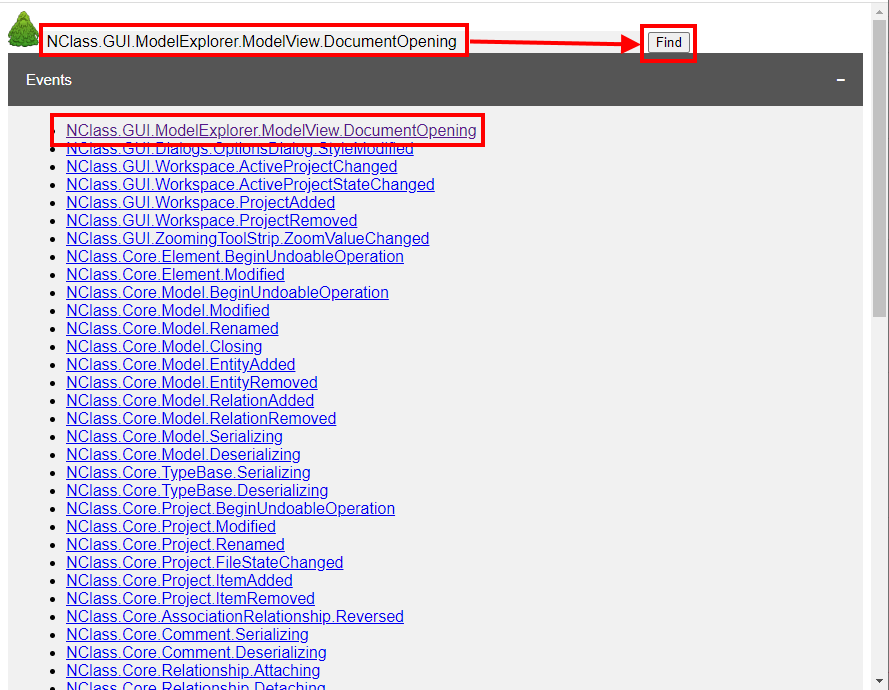 NClass.GUI.ModelExplorer.ModelView.DocumentOpening Find
Events –
NClass.GUI.ModelExplorer.ModelView.DocumentOpening
NClass.GUI.Dialogs.OptionsDialog.StyleModified
NClass.GUI.Workspace.ActiveProjectChanged
NClass.GUI.Workspace.ActiveProjectStateChanged
NClass.GUI.Workspace.ProjectAdded
NClass.GUI.Workspace.ProjectRemoved
NClass.GUI.ZoomingToolStrip.ZoomValueChanged
NClass.Core.Element.BeginUndoableOperation
NClass.Core.Element.Modified
NClass.Core.Model.BeginUndoableOperation
NClass.Core.Model.Modified
NClass.Core.Model.Renamed
NClass.Core.Model.Closing
NClass.Core.Model.EntityAdded
NClass.Core.Model.EntityRemoved
NClass.Core.Model.RelationAdded
NClass.Core.Model.RelationRemoved
NClass.Core.Model.Serializing
NClass.Core.Model.Deserializing
NClass.Core.TypeBase.Serializing
NClass.Core.TypeBase.Deserializing
NClass.Core.Project.BeginUndoableOperation
NClass.Core.Project.Modified
NClass.Core.Project.Renamed
NClass.Core.Project.FileStateChanged
NClass.Core.Project.ItemAdded
NClass.Core.Project.ItemRemoved
NClass.Core.AssociationRelationship.Reversed
NClass.Core.Comment.Serializing
NClass.Core.Comment.Deserializing
NClass.Core.Relationship.Attaching
NClass.Core.Relationship.Detaching